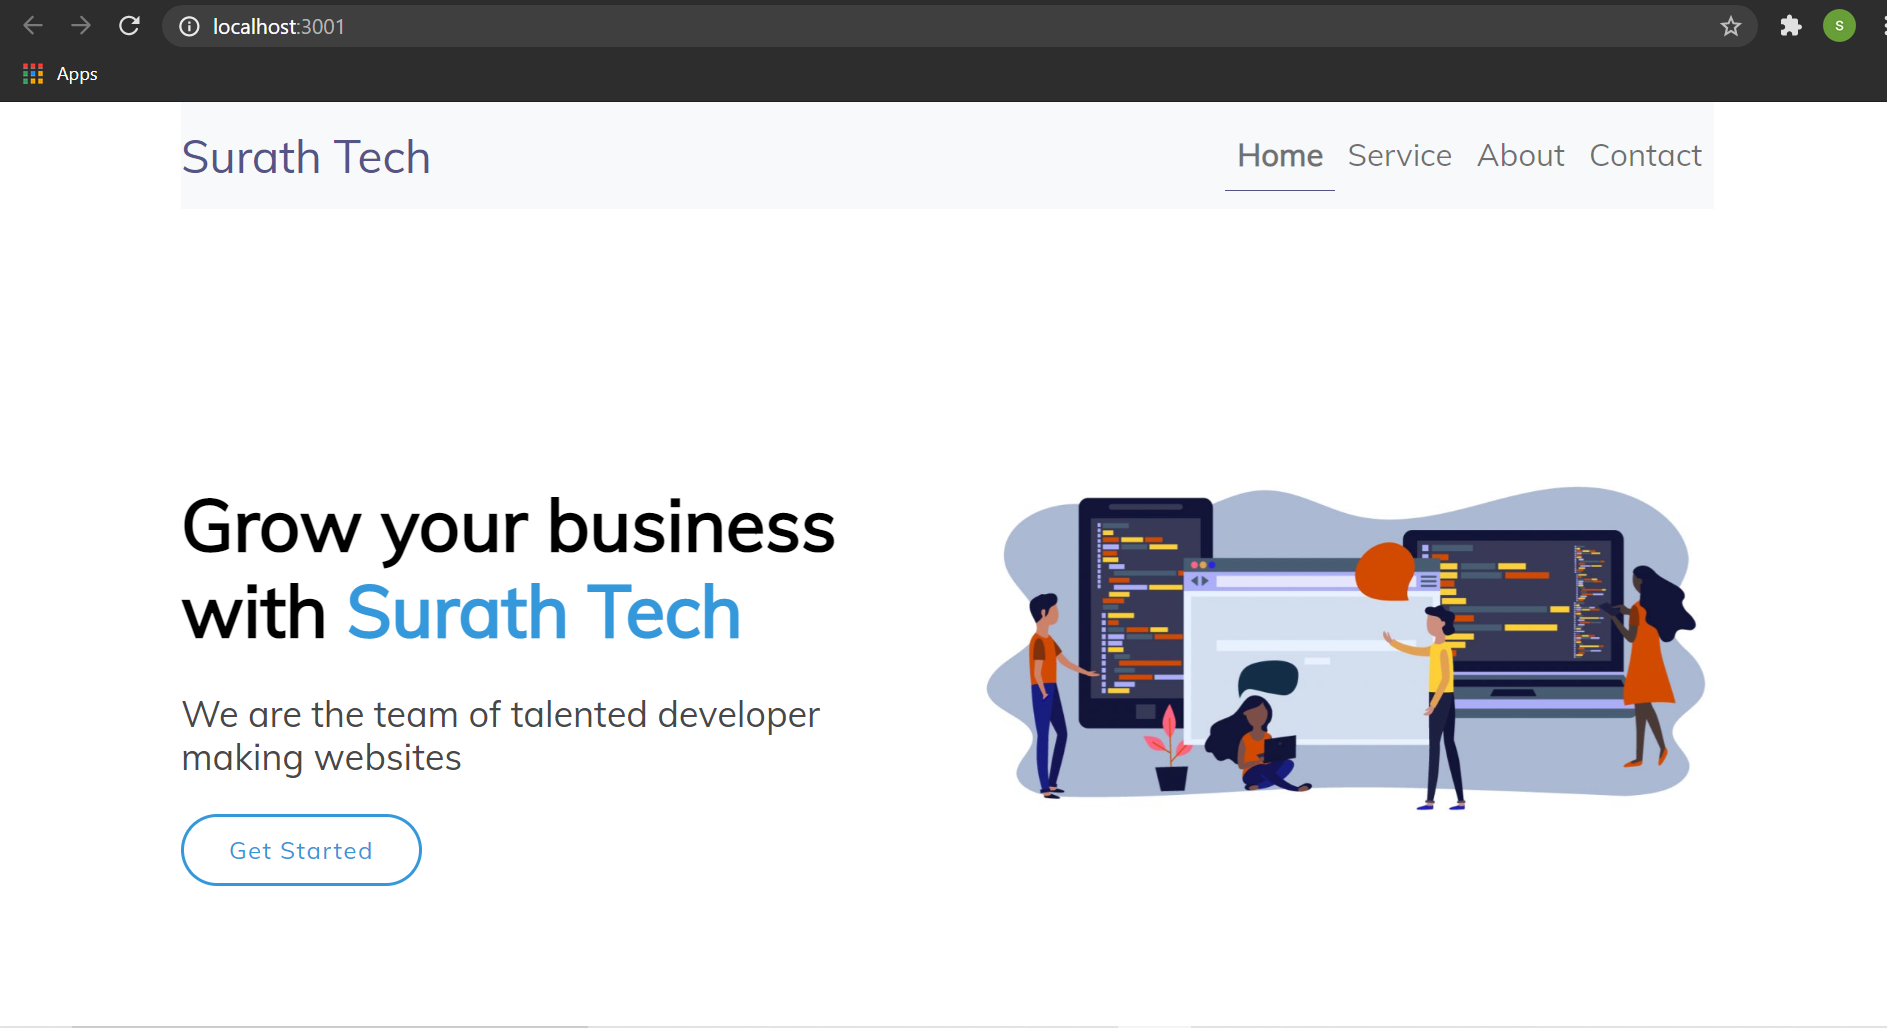 localhost:3001
S
Apps
Surath Tech
Home Service About Contact
Grow your business
with Surath Tech
We are the team of talented developer
making websites
Get Started